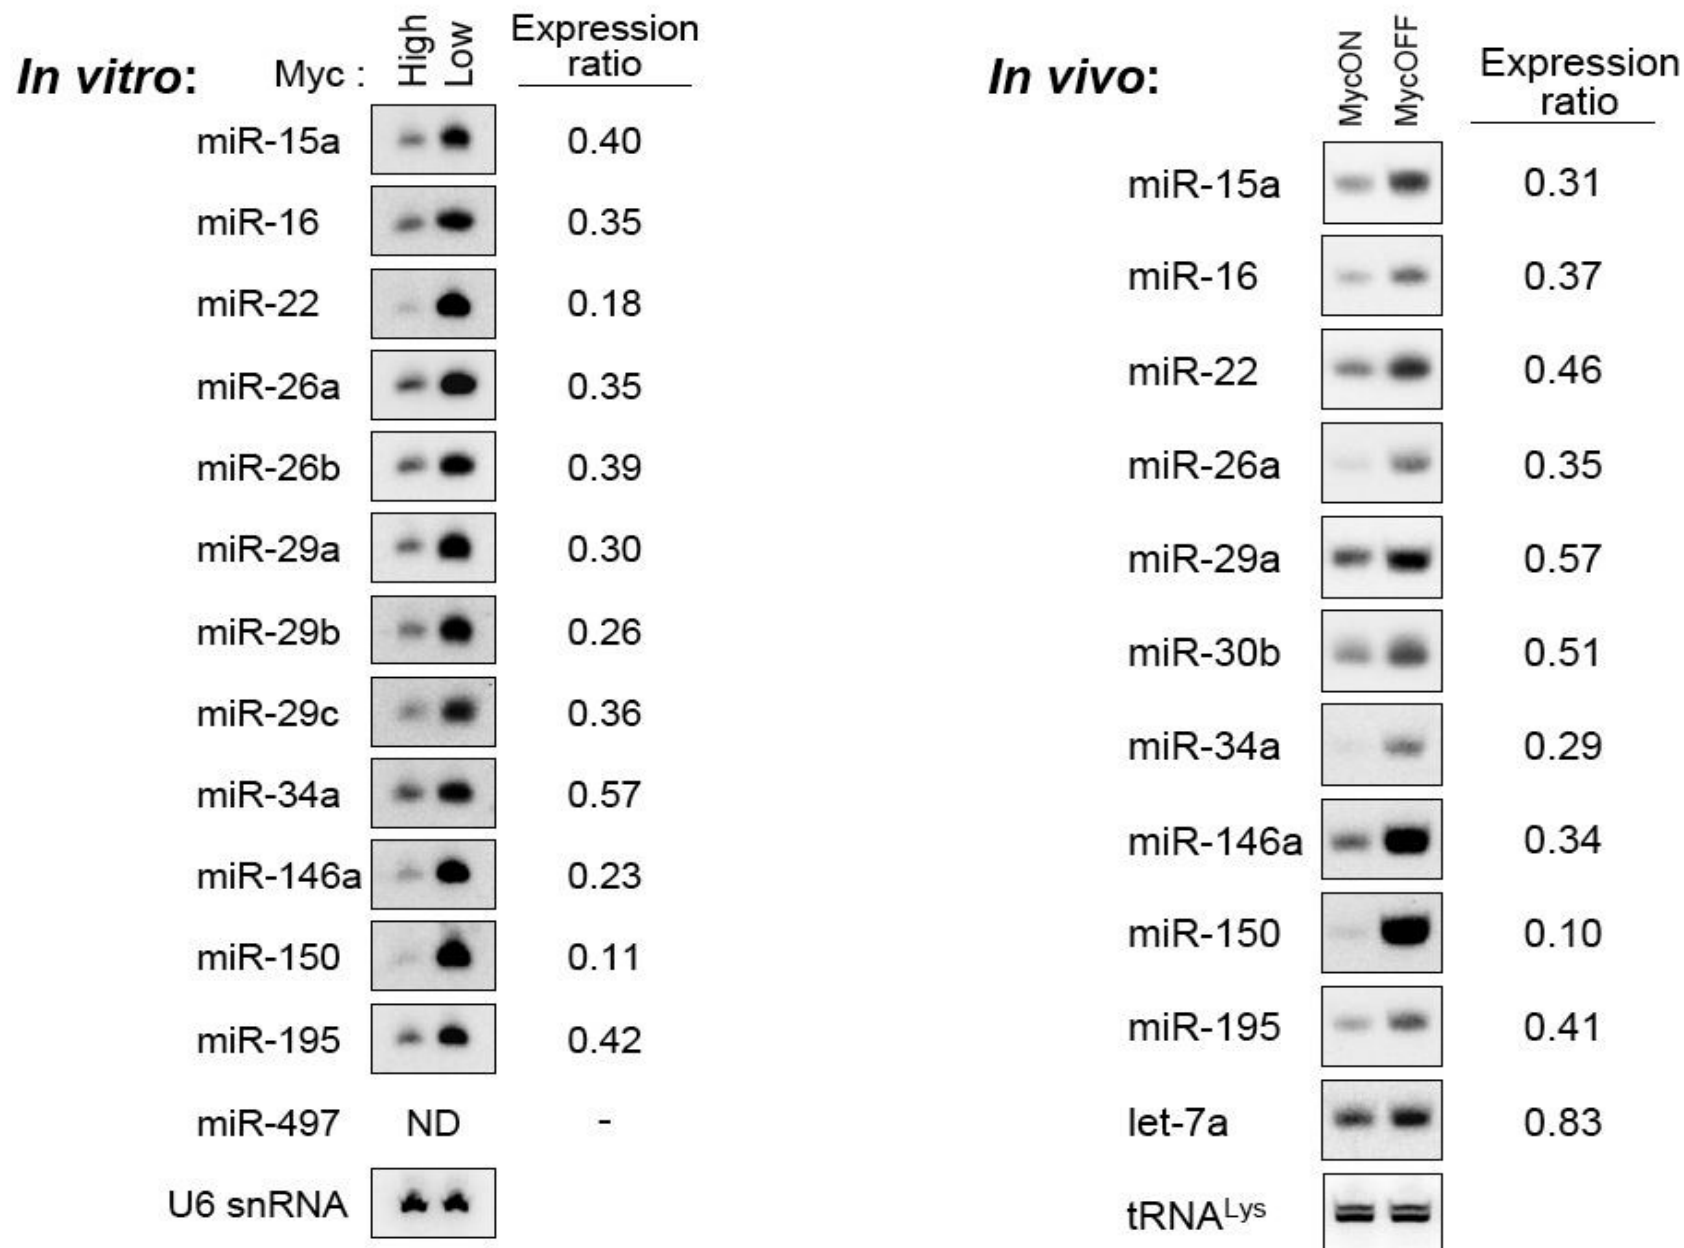 In vitro:
Myc :
High
Low
Expression
ratio
miR-15a 0.40
miR-16 0.35
miR-22 0.18
miR-26a 0.35
miR-26b 0.39
miR-29a 0.30
miR-29b 0.26
miR-29c 0.36
miR-34a 0.57
miR-146a 0.23
miR-150 0.11
miR-195 0.42
miR-497 ND -
U6 snRNA
In vivo:
MycON
MycOFF
Expression
ratio
miR-15a 0.31
miR-16 0.37
miR-22 0.46
miR-26a 0.35
miR-29a 0.57
miR-30b 0.51
miR-34a 0.29
miR-146a 0.34
miR-150 0.10
miR-195 0.41
let-7a 0.83
tRNA^Lys